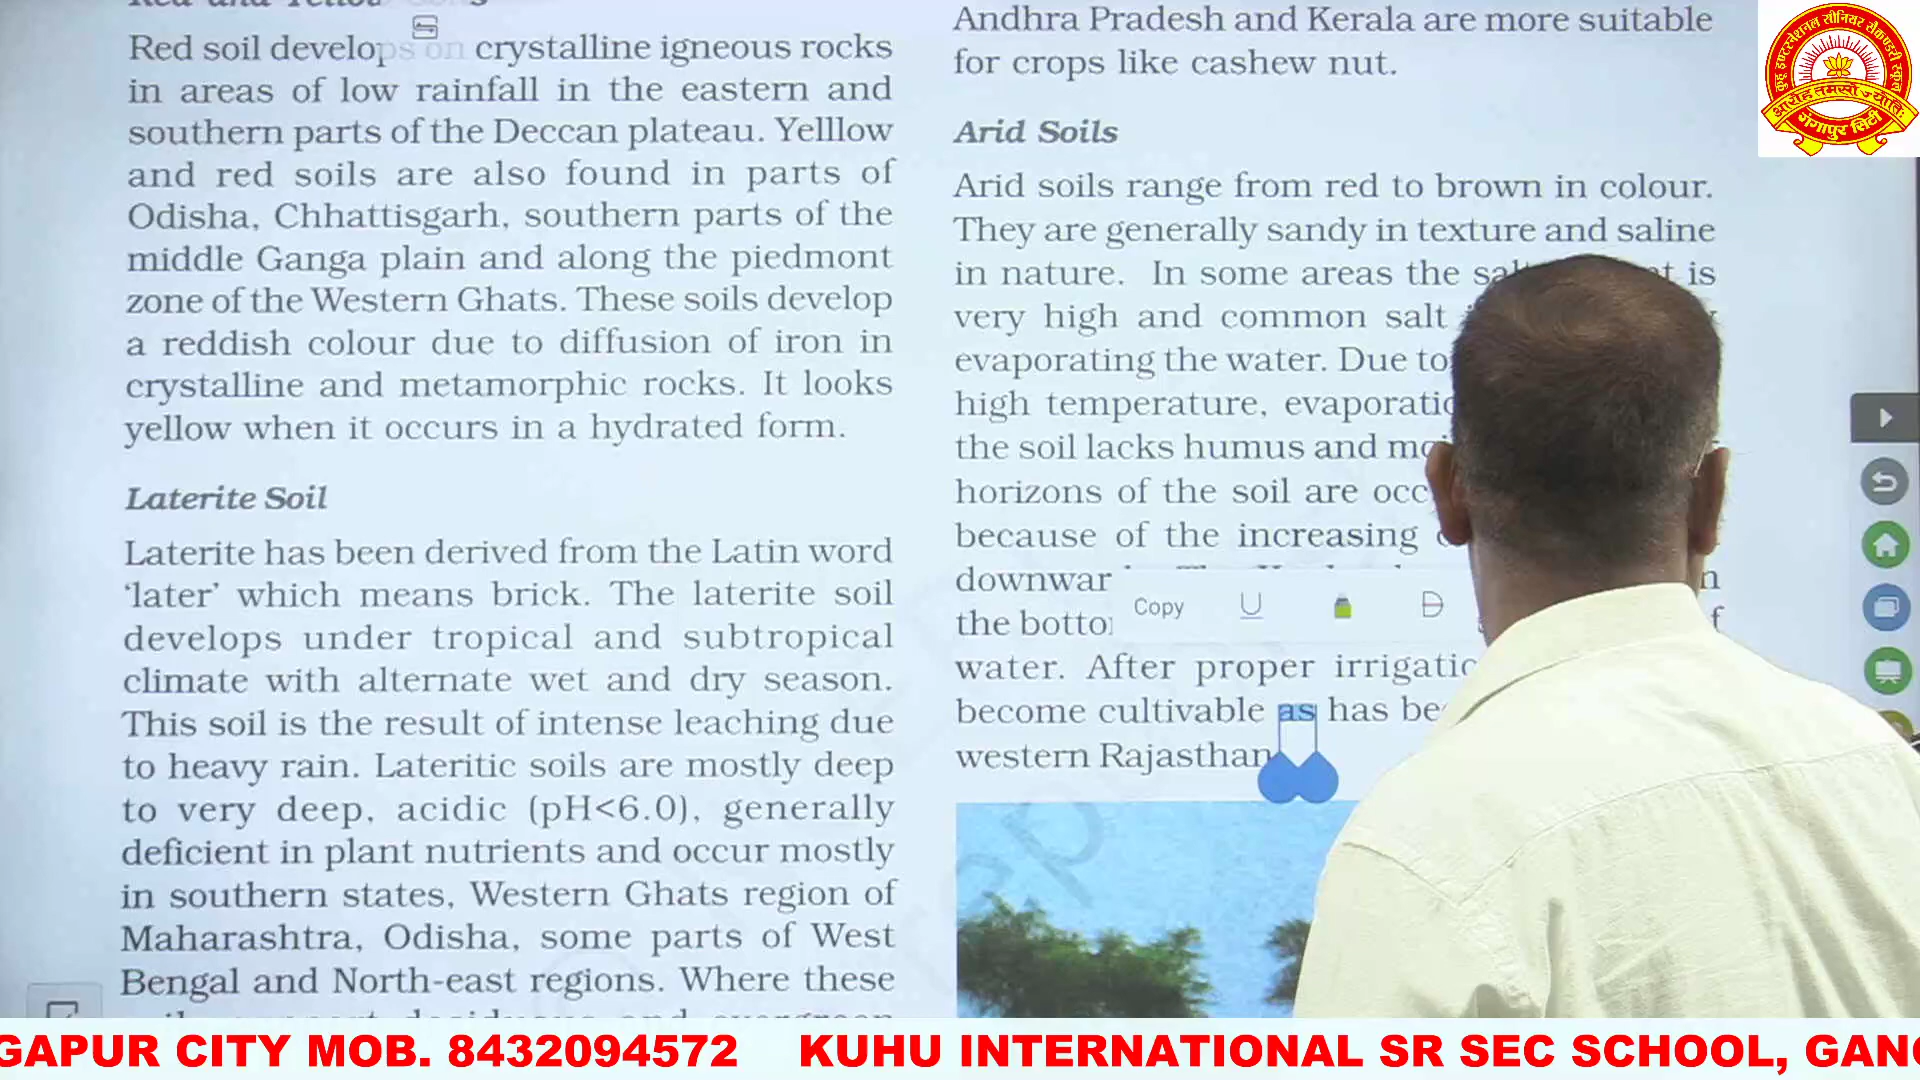 Red soil develops on crystalline igneous rocks
in areas of low rainfall in the eastern and
southern parts of the Deccan plateau. Yelllow
and red soils are also found in parts of
Odisha, Chhattisgarh, southern parts of the
middle Ganga plain and along the piedmont
zone of the Western Ghats. These soils develop
a reddish colour due to diffusion of iron in
crystalline and metamorphic rocks. It looks
yellow when it occurs in a hydrated form.
Laterite Soil
Laterite has been derived from the Latin word
‘later’ which means brick. The laterite soil
develops under tropical and subtropical
climate with alternate wet and dry season.
This soil is the result of intense leaching due
to heavy rain. Lateritic soils are mostly deep
to very deep, acidic (pH<6.0), generally
deficient in plant nutrients and occur mostly
in southern states, Western Ghats region of
Maharashtra, Odisha, some parts of West
Bengal and North-east regions. Where these
Andhra Pradesh and Kerala are more suitable
for crops like cashew nut.
Arid Soils
Arid soils range from red to brown in colour.
They are generally sandy in texture and saline
in nature. In some areas the is
very high and common salt
evaporating the water. Due to
high temperature,
the soil lacks humus and
horizons of the soil are
because of the increasing
the
water. After proper
become cultivable as has
western Rajasthan
Copy
कुहू इण्टरनेशनल सीनियर सैकण्डरी स्कूल
आरोह तमसो ज्योतिः
गंगापुर सिटी
GAPUR CITY MOB. 8432094572 KUHU INTERNATIONAL SR SEC SCHOOL,